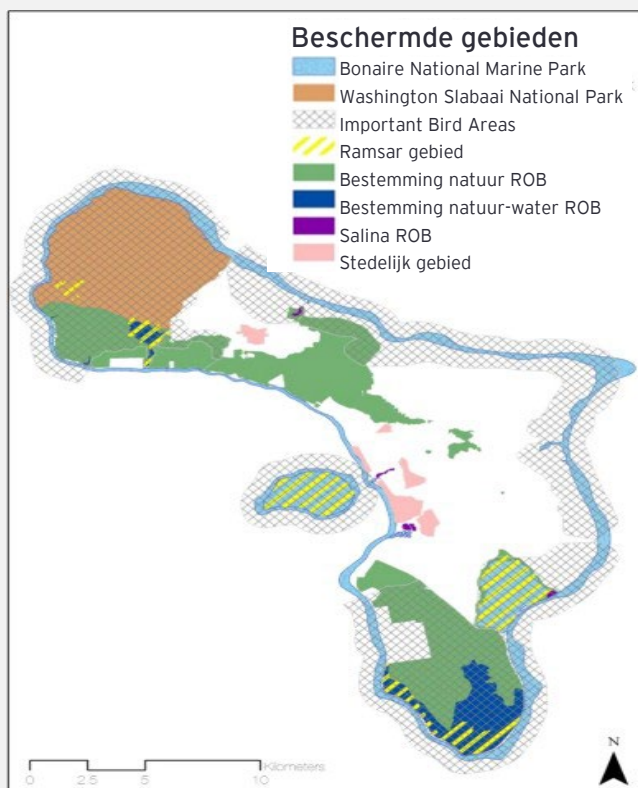 Beschermde gebieden
Bonaire National Marine Park
Washington Slabaai National Park
Important Bird Areas
Ramsar gebied
Bestemming natuur ROB
Bestemming natuur-water ROB
Salina ROB
Stedelijk gebied
N
Kilometers
0 2.5 5 10